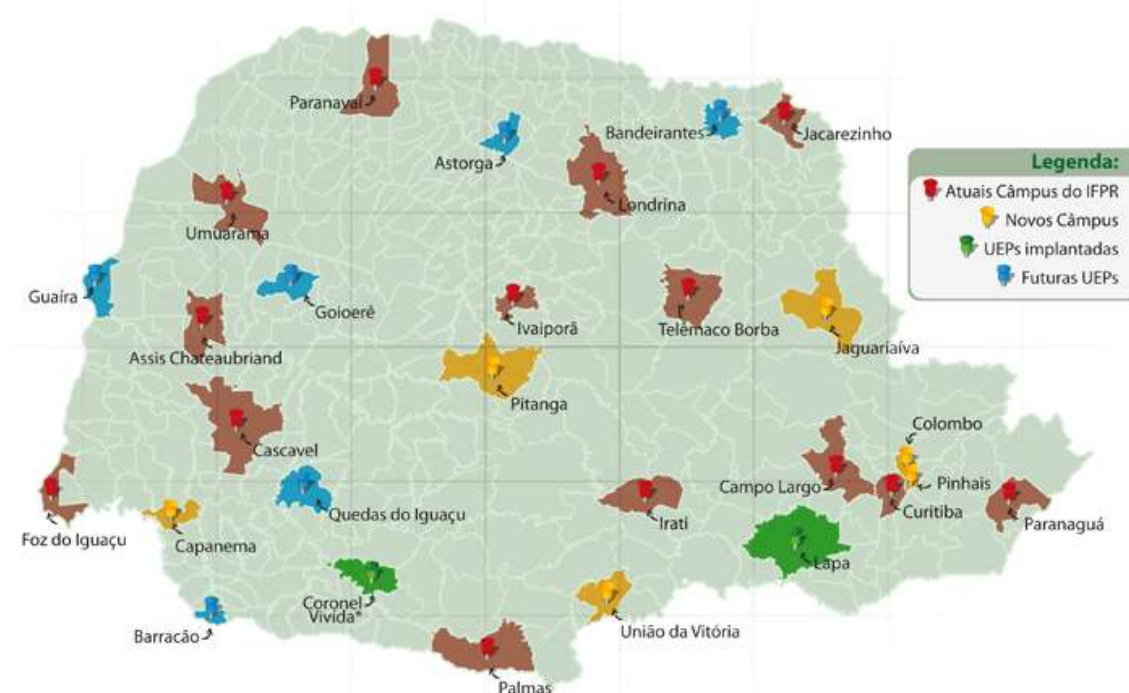 Paranavaí
Bandeirantes
Jacarezinho
Astorga
Legenda:
Atuais Câmpus do IFPR
Novos Câmpus
UEPs implantadas
Futuras UEPs
Londrina
Umuarama
Guaíra
Goioerê
Ivaiporã
Telêmaco Borba
Jaguariaíva
Assis Chateaubriand
Pitanga
Colombo
Cascavel
Campo Largo
Pinhais
Curitiba
Paranaguá
Quedas do Iguaçu
Irati
Foz do Iguaçu
Capanema
Lapa
Coronel
Vivida*
Barracão
União da Vitória
Palmas